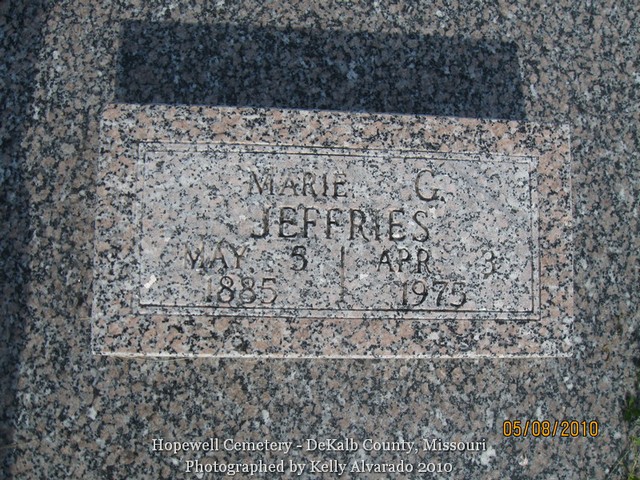 MARIE G.
JEFFRIES
MAY 5 APR. 3
1885 1975
05/08/2010
Hopewell Cemetery - DeKalb County, Missouri
Photographed by Kelly Alvarado 2010